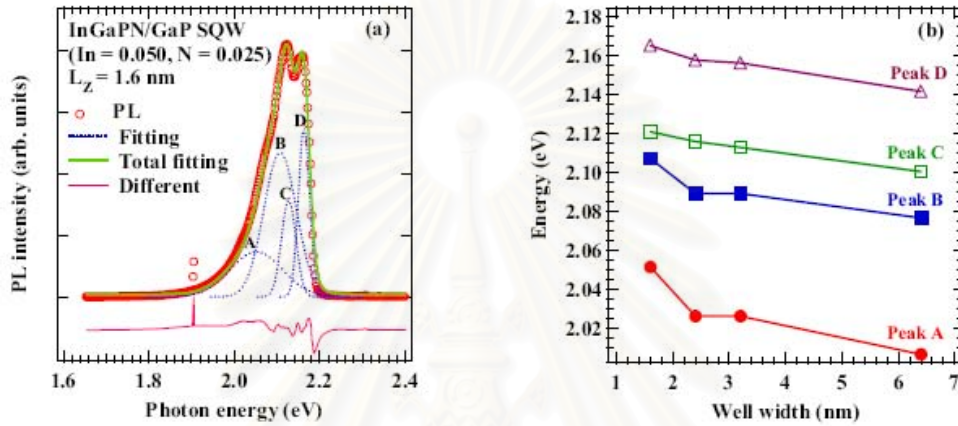 InGaPN/GaP SQW
(In = 0.050, N = 0.025)
L_Z = 1.6 nm
PL
Fitting
Total fitting
Different
(a)
A
B
C
D
PL intensity (arb. units)
1.6 1.8 2.0 2.2 2.4
Photon energy (eV)
(b)
2.18
2.16
2.14
2.12
2.10
2.08
2.06
2.04
2.02
Energy (eV)
Peak D
Peak C
Peak B
Peak A
1 2 3 4 5 6 7
Well width (nm)